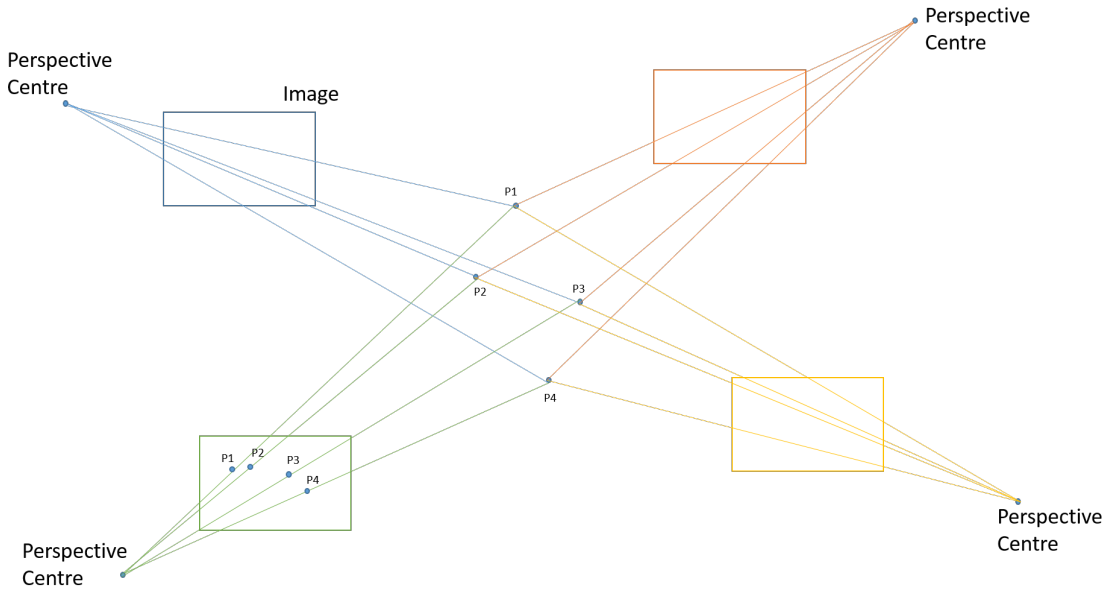 Perspective
Centre
Perspective
Centre
Image
P1
P2
P3
P4
P1
P2
P3
P4
Perspective
Centre
Perspective
Centre